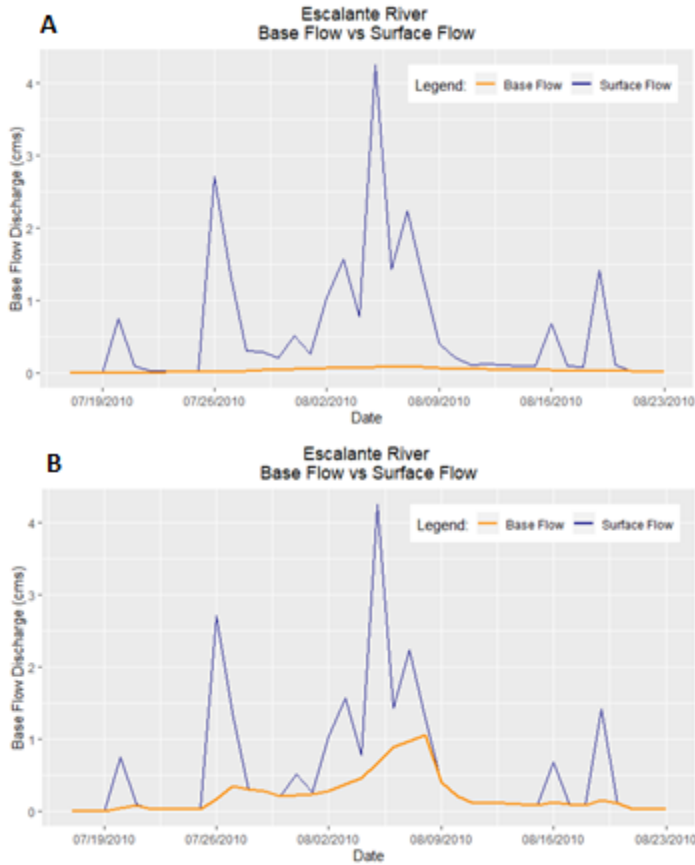 A
Escalante River
Base Flow vs Surface Flow
Legend: Base Flow Surface Flow
Base Flow Discharge (cms)
4
3
2
1
0
07/19/2010 07/26/2010 08/02/2010 08/09/2010 08/16/2010 08/23/2010
Date
B
Escalante River
Base Flow vs Surface Flow
Legend: Base Flow Surface Flow
Base Flow Discharge (cms)
4
3
2
1
0
07/19/2010 07/26/2010 08/02/2010 08/09/2010 08/16/2010 08/23/2010
Date